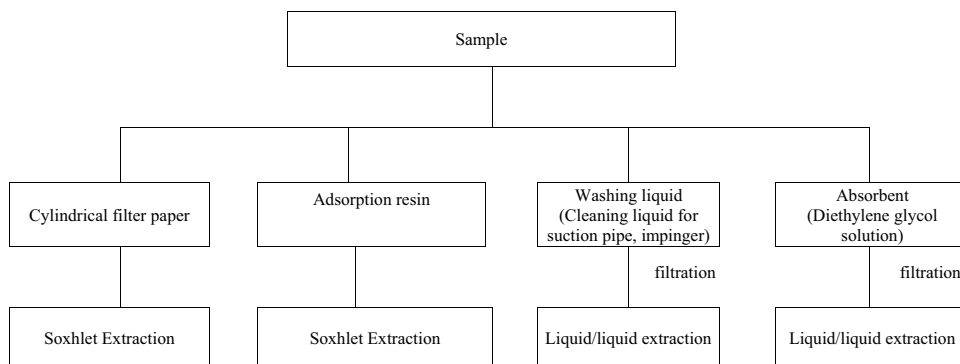 Sample
Cylindrical filter paper
Adsorption resin
Washing liquid
(Cleaning liquid for
suction pipe, impinger)
Absorbent
(Diethylene glycol
solution)
filtration
filtration
Soxhlet Extraction
Soxhlet Extraction
Liquid/liquid extraction
Liquid/liquid extraction